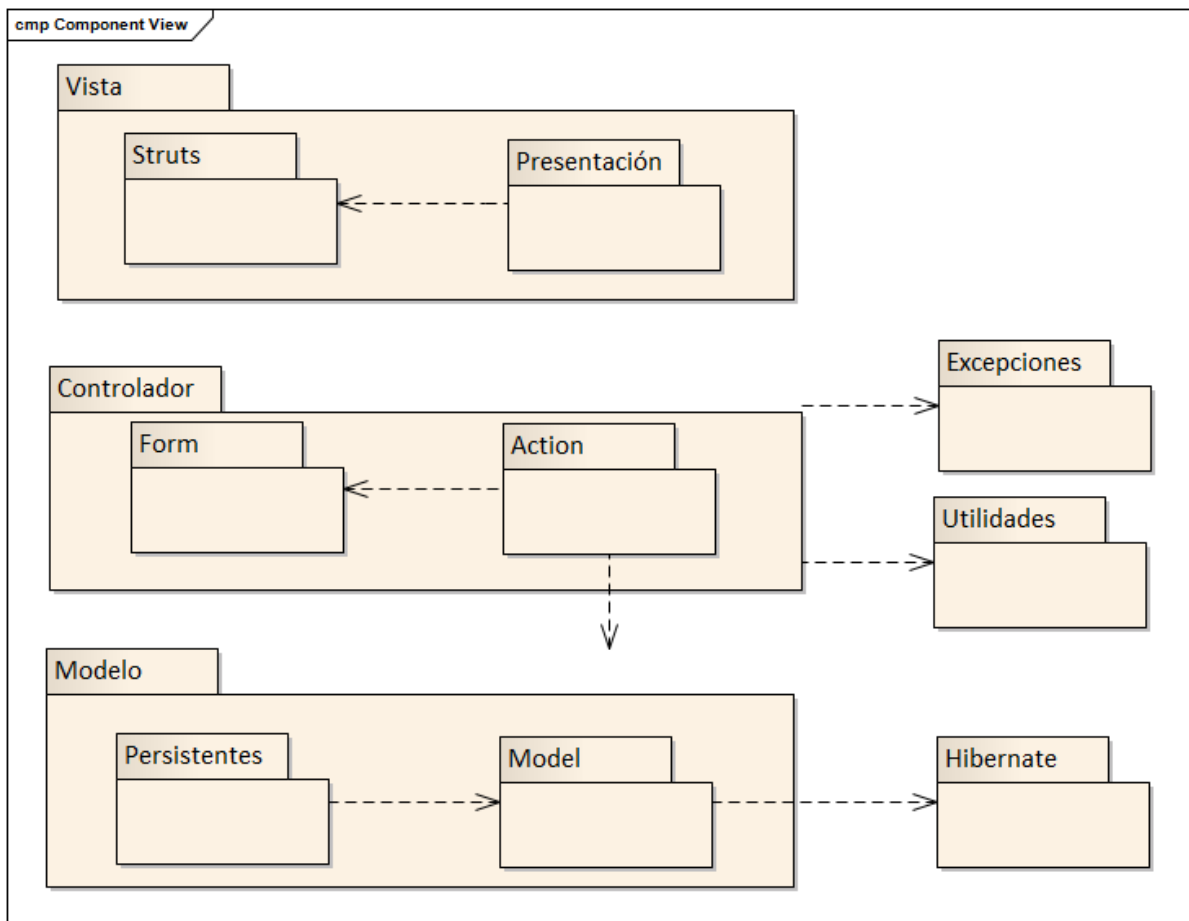 cmp Component View
Vista
Struts
Presentación
Controlador
Form
Action
Excepciones
Utilidades
Modelo
Persistentes
Model
Hibernate